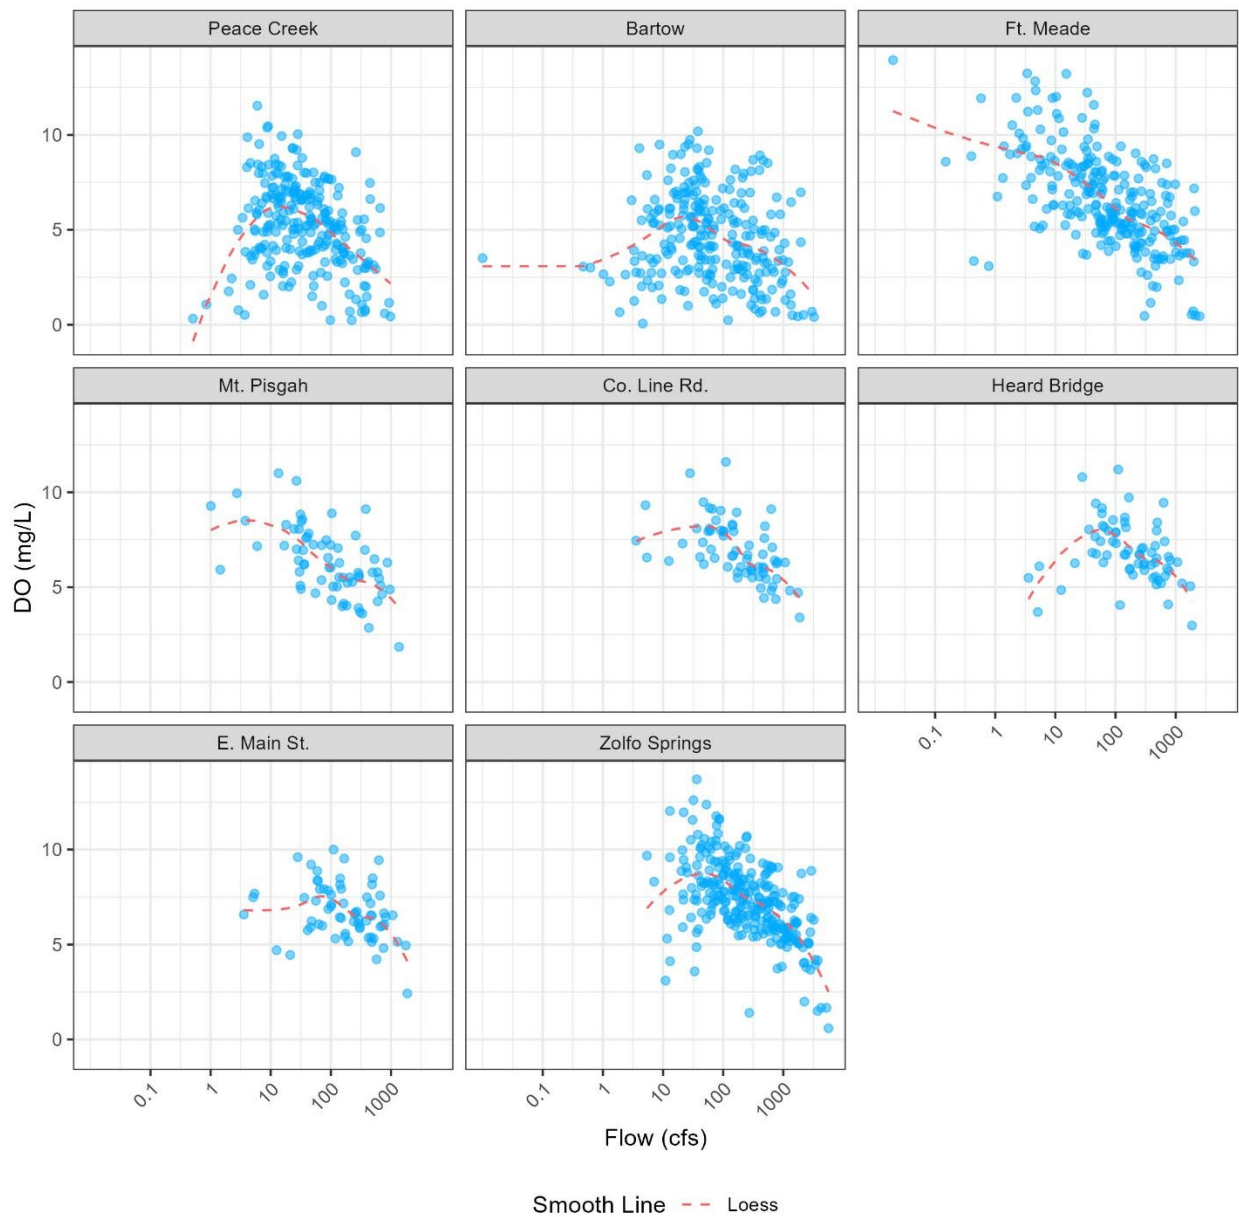 Peace Creek
Bartow
Ft. Meade
10
5
0
Mt. Pisgah
Co. Line Rd.
Heard Bridge
10
5
0
DO (mg/L)
0.1
1
10
100
1000
E. Main St.
Zolfo Springs
10
5
0
0.1
1
10
100
1000
0.1
1
10
100
1000
Flow (cfs)
Smooth Line
Loess